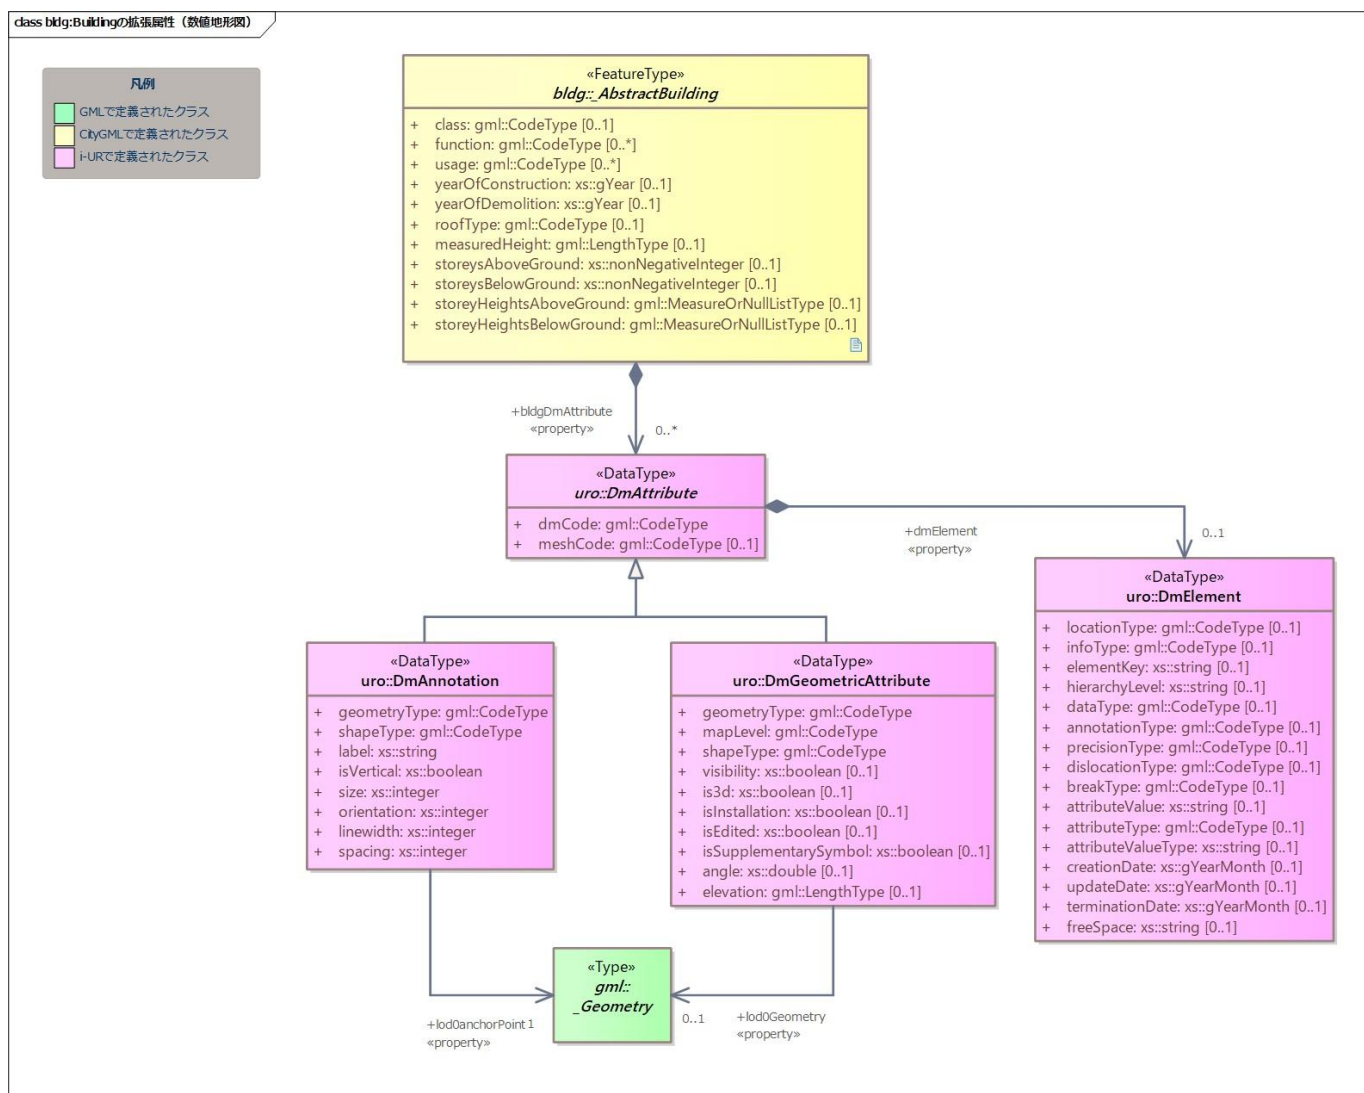 class bldg:Buildingの拡張属性（数値地形図）
凡例
GMLで定義されたクラス
CityGMLで定義されたクラス
i-URで定義されたクラス
«FeatureType»
bldg::_AbstractBuilding
+ class: gml::CodeType [0..1]
+ function: gml::CodeType [0..*]
+ usage: gml::CodeType [0..*]
+ yearOfConstruction: xs::gYear [0..1]
+ yearOfDemolition: xs::gYear [0..1]
+ roofType: gml::CodeType [0..1]
+ measuredHeight: gml::LengthType [0..1]
+ storeysAboveGround: xs::nonNegativeInteger [0..1]
+ storeysBelowGround: xs::nonNegativeInteger [0..1]
+ storeyHeightsAboveGround: gml::MeasureOrNullListType [0..1]
+ storeyHeightsBelowGround: gml::MeasureOrNullListType [0..1]
+bldgDmAttribute
«property»
0..*
«DataType»
uro::DmAttribute
+ dmCode: gml::CodeType
+ meshCode: gml::CodeType [0..1]
+dmElement
«property»
0..1
«DataType»
uro::DmElement
+ locationType: gml::CodeType [0..1]
+ infoType: gml::CodeType [0..1]
+ elementKey: xs::string [0..1]
+ hierarchyLevel: xs::string [0..1]
+ dataType: gml::CodeType [0..1]
+ annotationType: gml::CodeType [0..1]
+ precisionType: gml::CodeType [0..1]
+ dislocationType: gml::CodeType [0..1]
+ breakType: gml::CodeType [0..1]
+ attributeValue: xs::string [0..1]
+ attributeType: gml::CodeType [0..1]
+ attributeValueType: xs::string [0..1]
+ creationDate: xs::gYearMonth [0..1]
+ updateDate: xs::gYearMonth [0..1]
+ terminationDate: xs::gYearMonth [0..1]
+ freeSpace: xs::string [0..1]
«DataType»
uro::DmAnnotation
+ geometryType: gml::CodeType
+ shapeType: gml::CodeType
+ label: xs::string
+ isVertical: xs::boolean
+ size: xs::integer
+ orientation: xs::integer
+ linewidth: xs::integer
+ spacing: xs::integer
«DataType»
uro::DmGeometricAttribute
+ geometryType: gml::CodeType
+ mapLevel: gml::CodeType
+ shapeType: gml::CodeType
+ visibility: xs::boolean [0..1]
+ is3d: xs::boolean [0..1]
+ isInstallation: xs::boolean [0..1]
+ isEdited: xs::boolean [0..1]
+ isSupplementarySymbol: xs::boolean [0..1]
+ angle: xs::double [0..1]
+ elevation: gml::LengthType [0..1]
«Type»
gml::
_Geometry
+lod0anchorPoint 1
«property»
0..1
+lod0Geometry
«property»